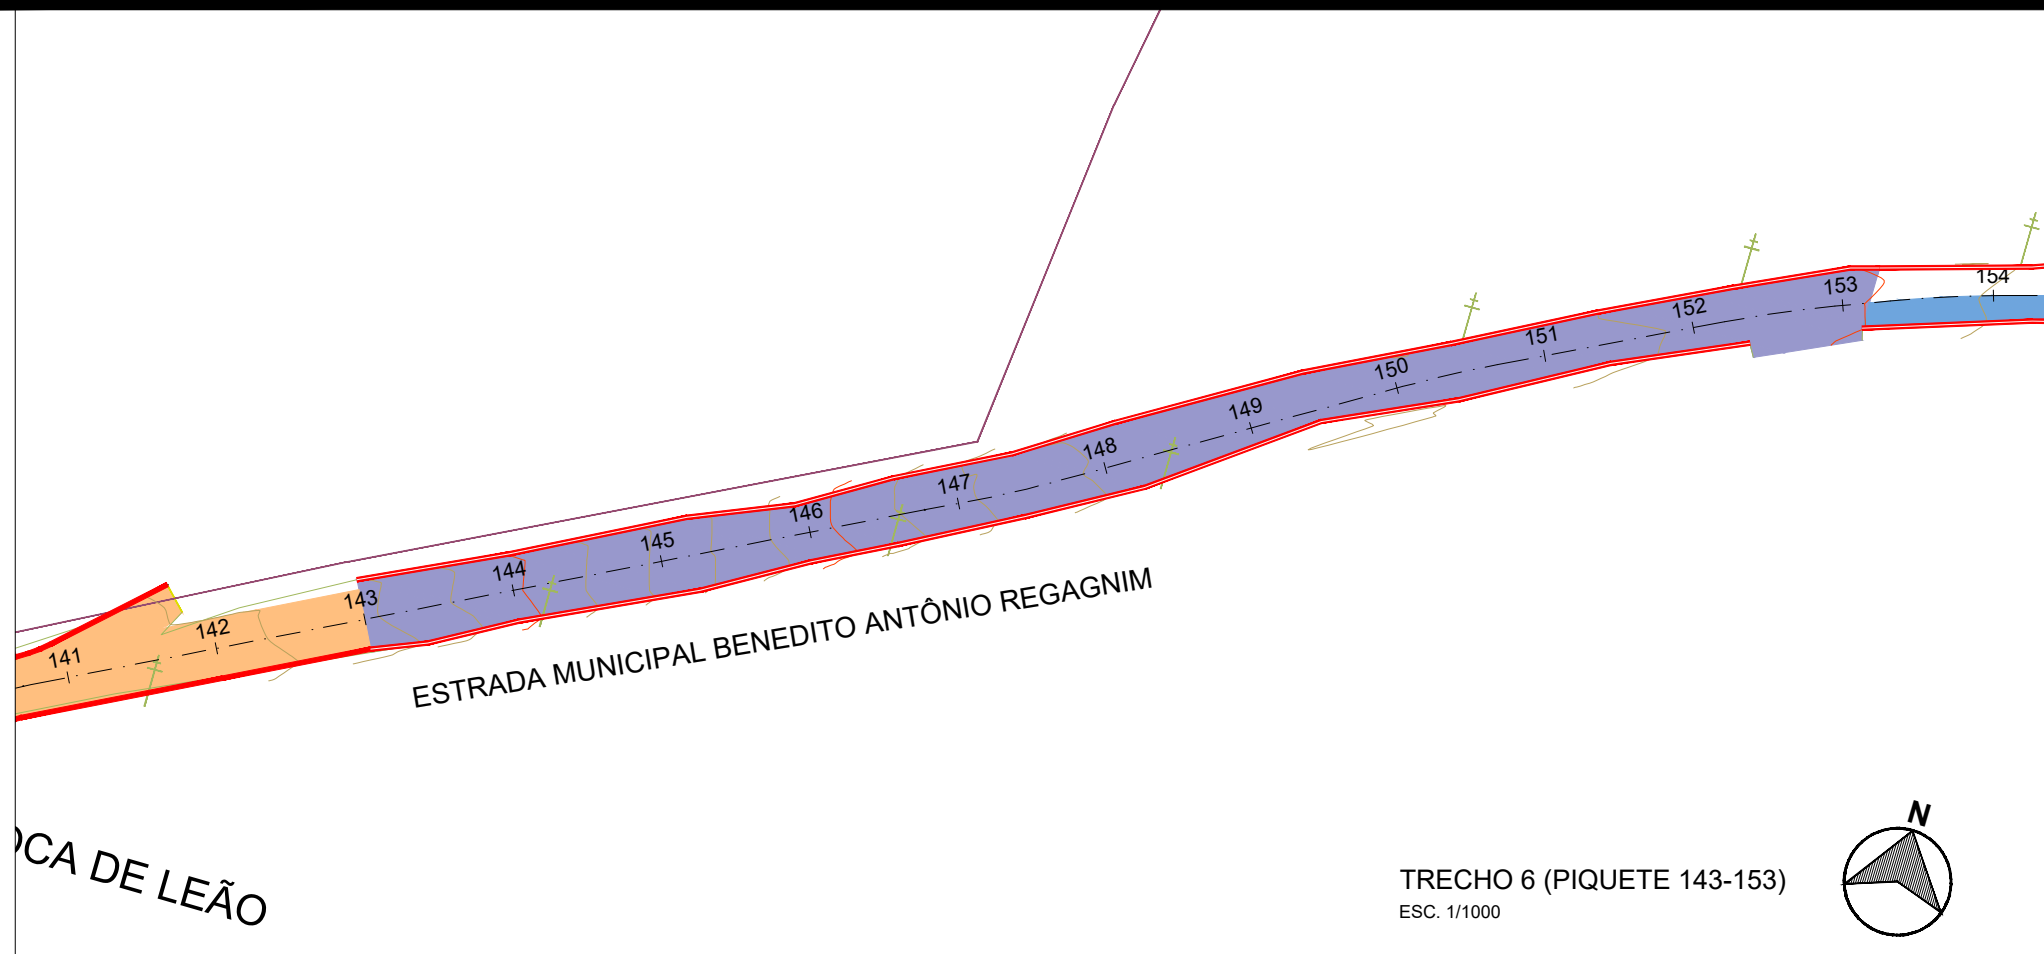 154
153
152
151
150
149
148
147
146
145
144
143
142
141
ESTRADA MUNICIPAL BENEDITO ANTÔNIO REGAGNIM
N
OCA DE LEÃO
TRECHO 6 (PIQUETE 143-153)
ESC. 1/1000